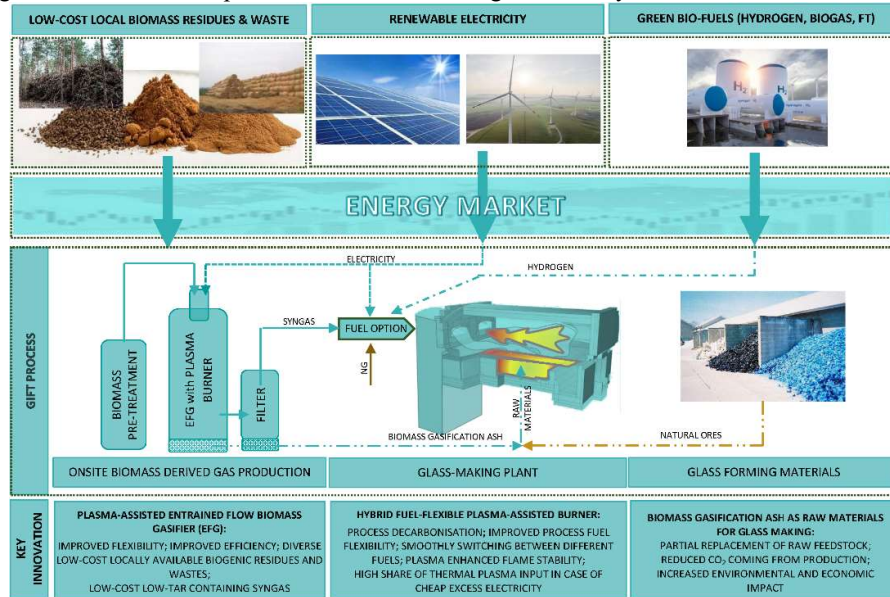 LOW-COST LOCAL BIOMASS RESIDUES & WASTE
RENEWABLE ELECTRICITY
GREEN BIO-FUELS (HYDROGEN, BIOGAS, FT)
H2
H2
ENERGY MARKET
GIFT PROCESS
ELECTRICITY
HYDROGEN
SYNGAS
FUEL OPTION
NG
BIOMASS
PRE-TREATMENT
EFG with PLASMA
BURNER
FILTER
RAW
MATERIALS
BIOMASS GASIFICATION ASH
NATURAL ORES
ONSITE BIOMASS DERIVED GAS PRODUCTION
GLASS-MAKING PLANT
GLASS FORMING MATERIALS
KEY
INNOVATION
PLASMA-ASSISTED ENTRAINED FLOW BIOMASS
GASIFIER (EFG):
IMPROVED FLEXIBILITY; IMPROVED EFFICIENCY; DIVERSE
LOW-COST LOCALLY AVAILABLE BIOGENIC RESIDUES AND
WASTES;
LOW-COST LOW-TAR CONTAINING SYNGAS
HYBRID FUEL-FLEXIBLE PLASMA-ASSISTED BURNER:
PROCESS DECARBONISATION; IMPROVED PROCESS FUEL
FLEXIBILITY; SMOOTHLY SWITCHING BETWEEN DIFFERENT
FUELS; PLASMA ENHANCED FLAME STABILITY;
HIGH SHARE OF THERMAL PLASMA INPUT IN CASE OF
CHEAP EXCESS ELECTRICITY
BIOMASS GASIFICATION ASH AS RAW MATERIALS
FOR GLASS MAKING:
PARTIAL REPLACEMENT OF RAW FEEDSTOCK;
REDUCED CO2 COMING FROM PRODUCTION;
INCREASED ENVIRONMENTAL AND ECONOMIC
IMPACT